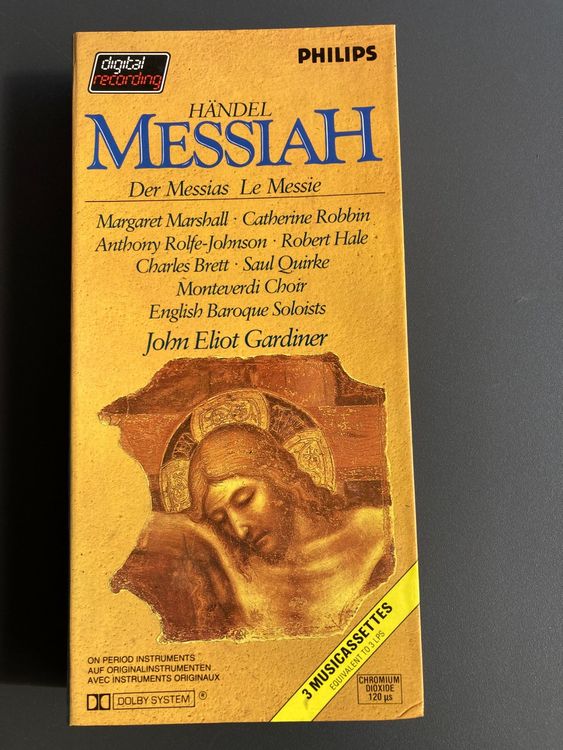 digital
recording
PHILIPS
HÄNDEL
MESSIAH
Der Messias Le Messie
Margaret Marshall · Catherine Robbin
Anthony Rolfe-Johnson · Robert Hale
Charles Brett · Saul Quirke
Monteverdi Choir
English Baroque Soloists
John Eliot Gardiner
3 MUSICASSETTES
EQUIVALENT TO 3 LPS
ON PERIOD INSTRUMENTS
AUF ORIGINALINSTRUMENTEN
AVEC INSTRUMENTS ORIGINAUX
DOLBY SYSTEM ®
CHROMIUM
DIOXIDE
120 µs